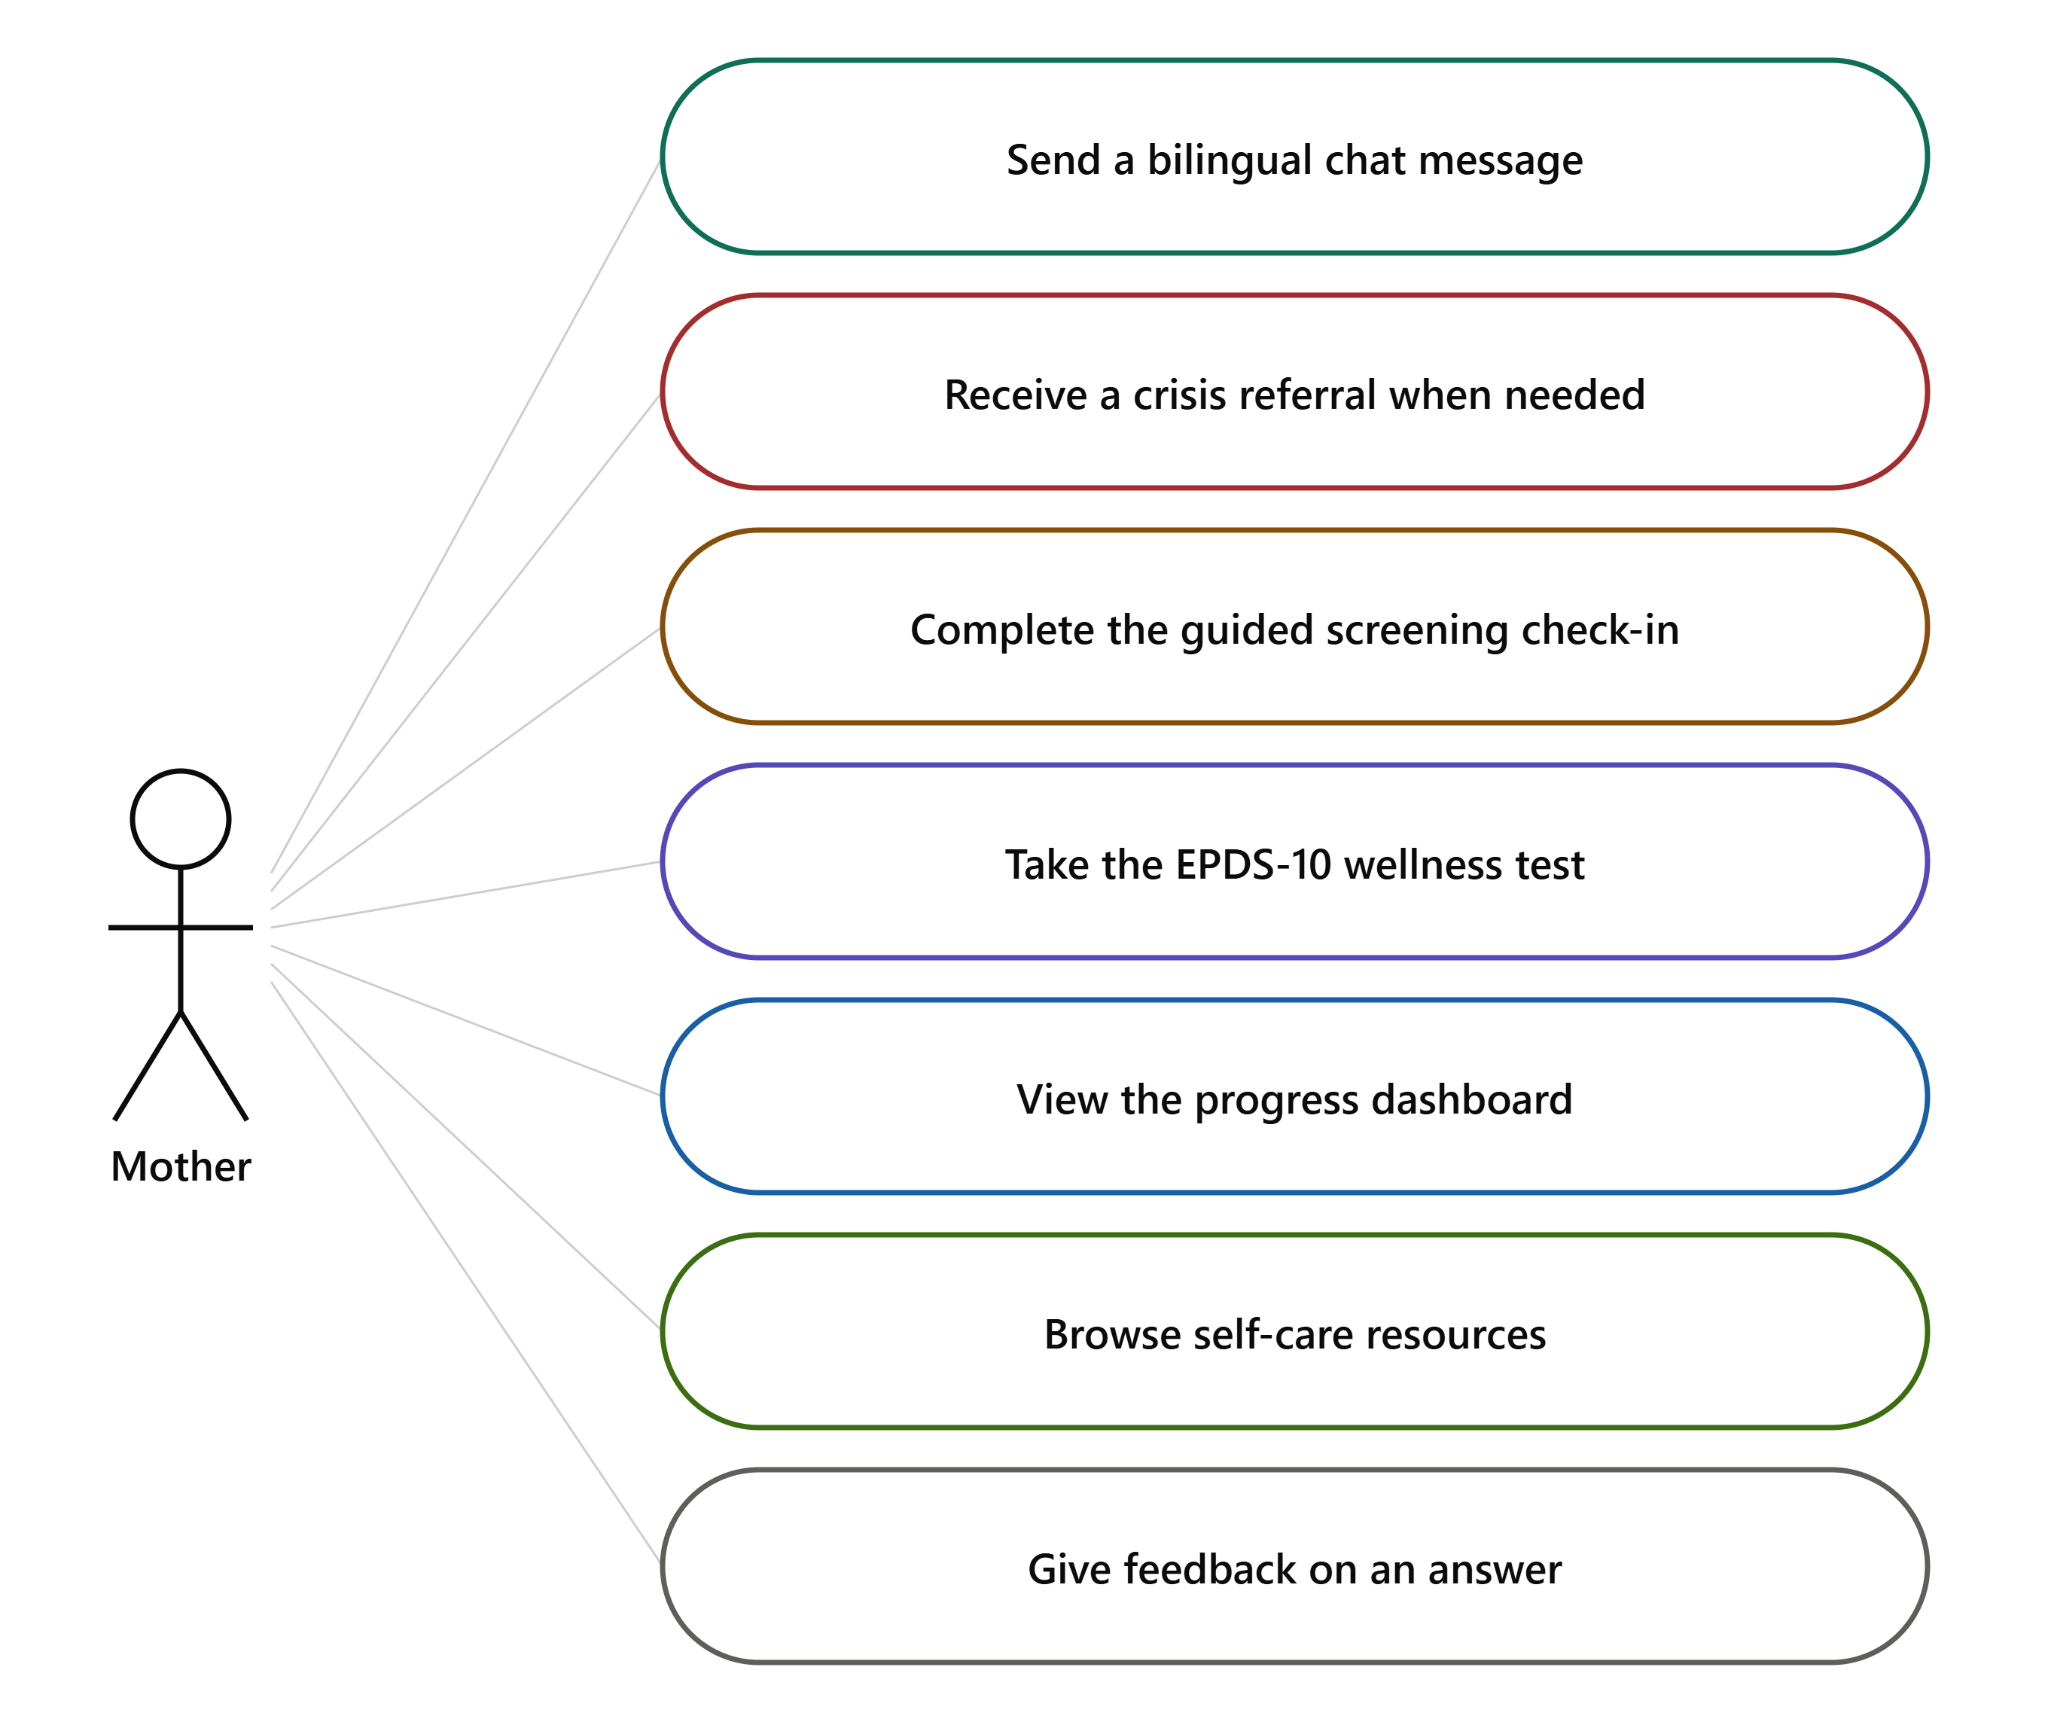 Send a bilingual chat message
Receive a crisis referral when needed
Complete the guided screening check-in
Take the EPDS-10 wellness test
View the progress dashboard
Mother
Browse self-care resources
Give feedback on an answer